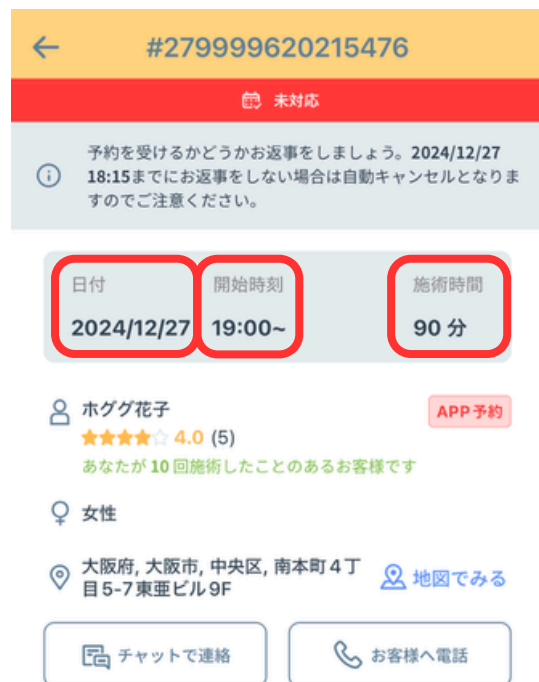 #279999620215476
未対応
予約を受けるかどうかお返事をしましょう。2024/12/27
18:15までにお返事をしない場合は自動キャンセルとなりま
すのでご注意ください。
日付 開始時刻 施術時間
2024/12/27 19:00~ 90 分
ホググ花子 APP予約
4.0 (5)
あなたが 10 回施術したことのあるお客様です
女性
大阪府, 大阪市, 中央区, 南本町４丁
目5-7東亜ビル9F
地図でみる
チャットで連絡 お客様へ電話